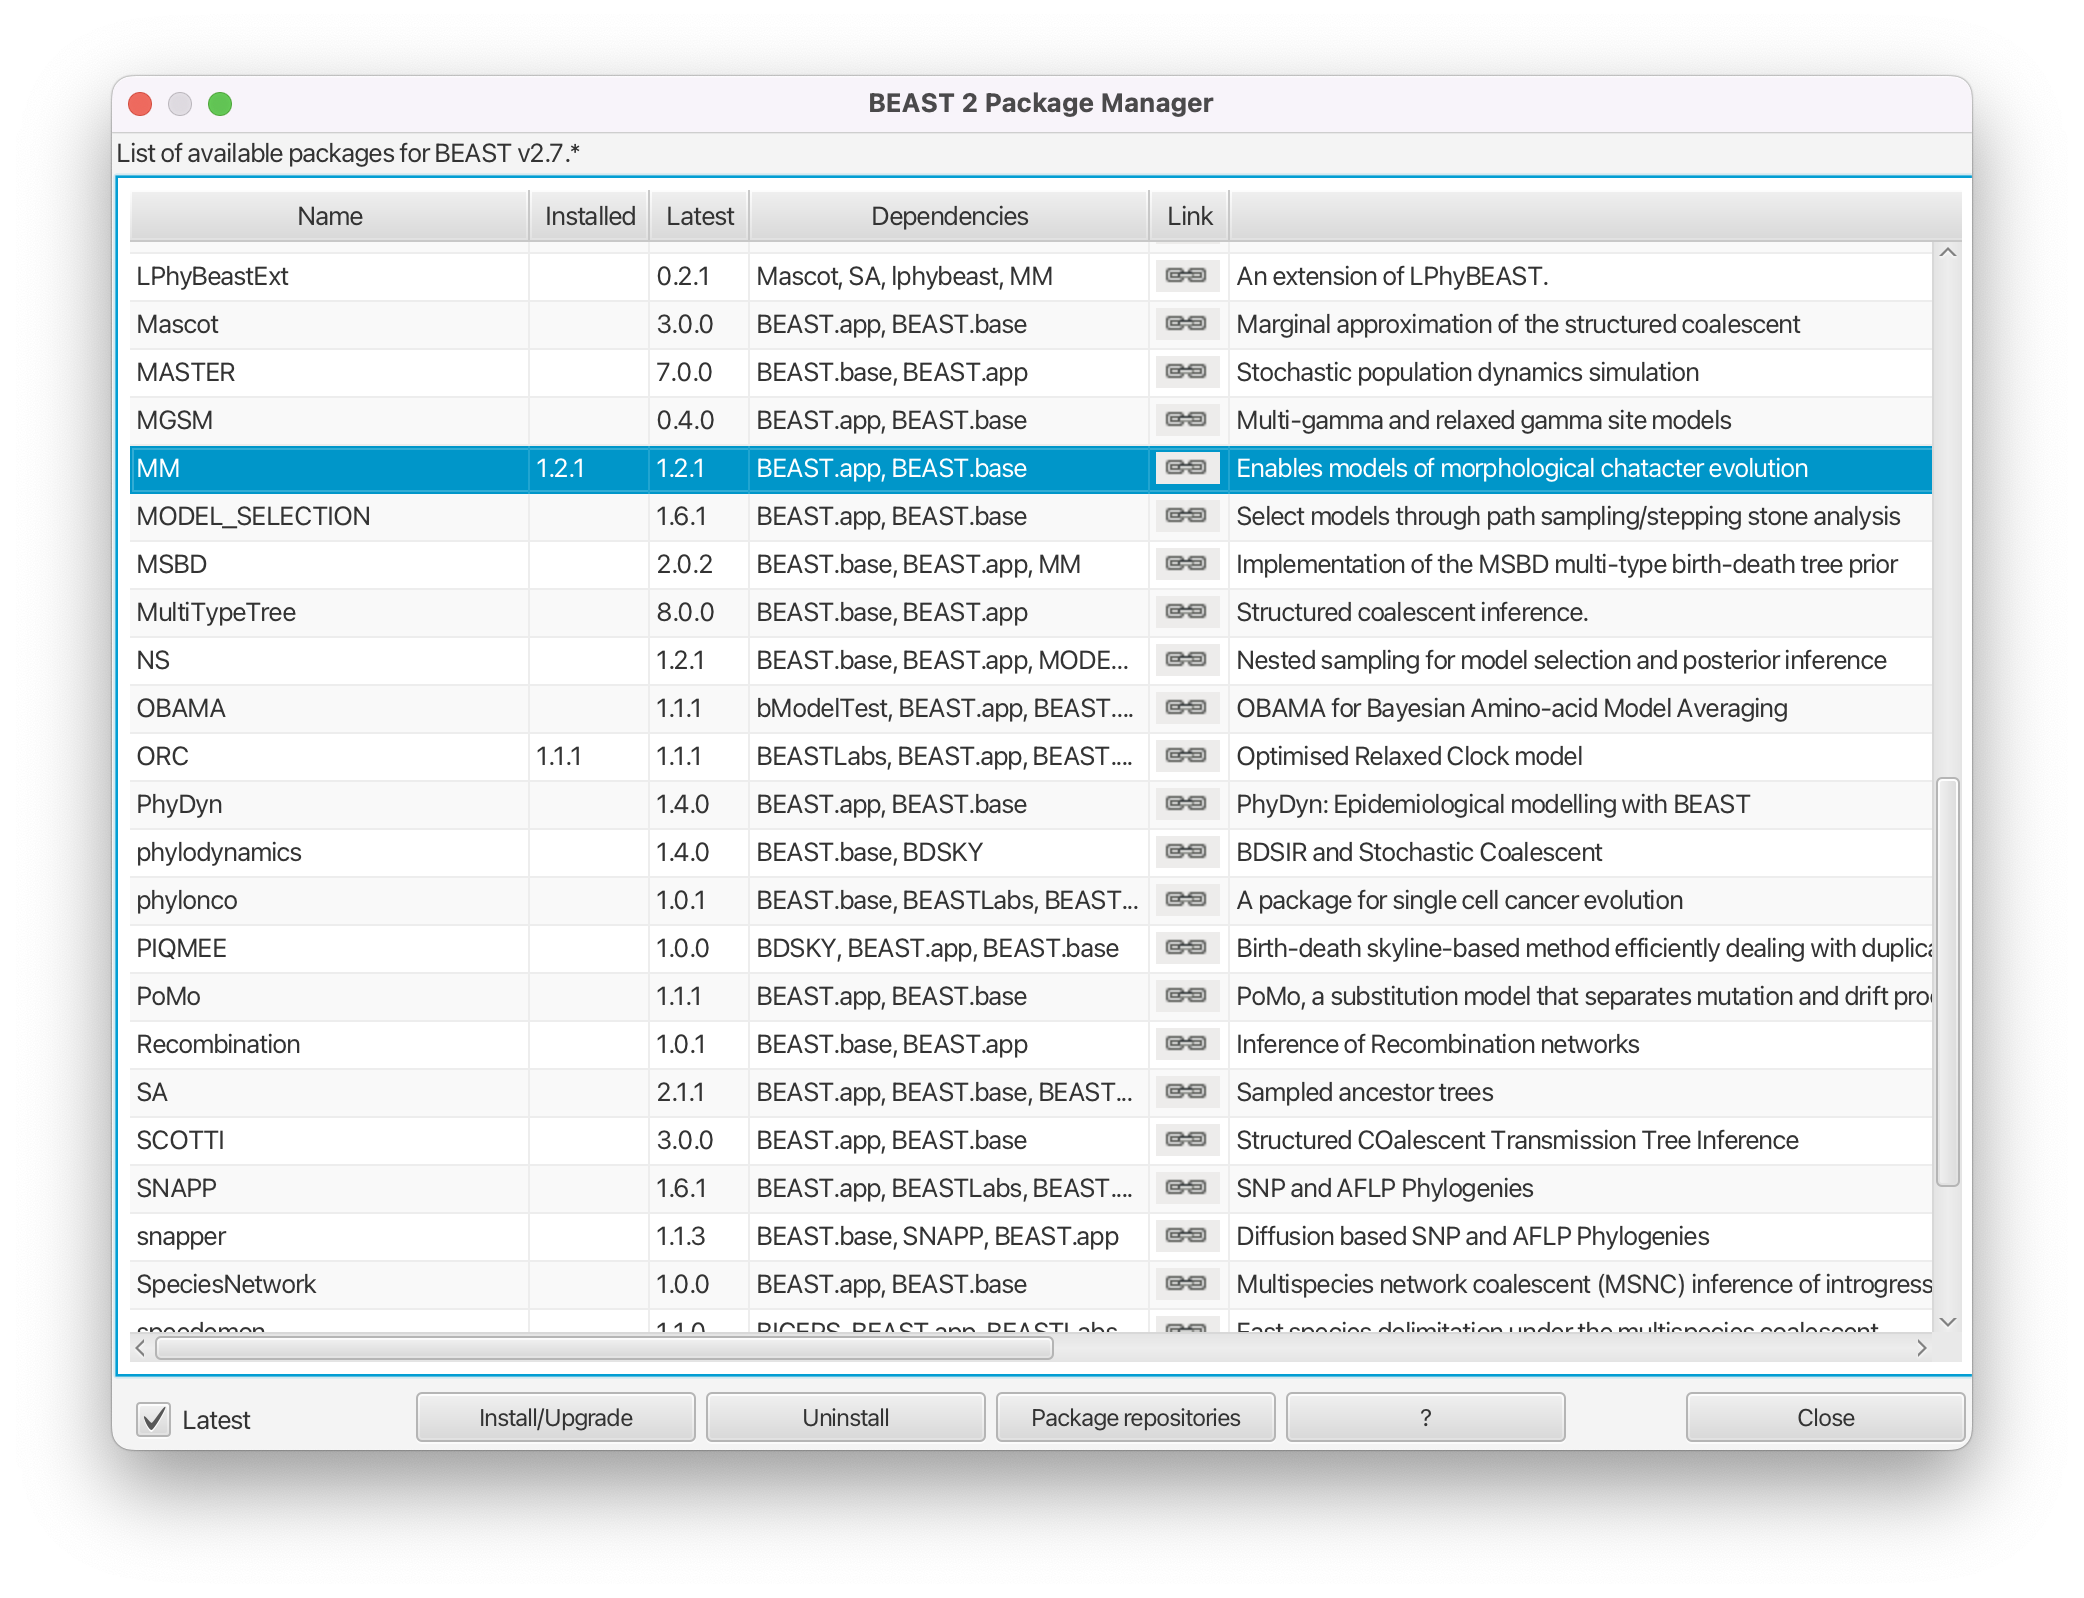 BEAST 2 Package Manager
List of available packages for BEAST v2.7.*
Name Installed Latest Dependencies Link
LPhyBeastExt 0.2.1 Mascot, SA, lphybeast, MM An extension of LPhyBEAST.
Mascot 3.0.0 BEAST.app, BEAST.base Marginal approximation of the structured coalescent
MASTER 7.0.0 BEAST.base, BEAST.app Stochastic population dynamics simulation
MGSM 0.4.0 BEAST.app, BEAST.base Multi-gamma and relaxed gamma site models
MM 1.2.1 1.2.1 BEAST.app, BEAST.base Enables models of morphological chatacter evolution
MODEL_SELECTION 1.6.1 BEAST.app, BEAST.base Select models through path sampling/stepping stone analysis
MSBD 2.0.2 BEAST.base, BEAST.app, MM Implementation of the MSBD multi-type birth-death tree prior
MultiTypeTree 8.0.0 BEAST.base, BEAST.app Structured coalescent inference.
NS 1.2.1 BEAST.base, BEAST.app, MODE... Nested sampling for model selection and posterior inference
OBAMA 1.1.1 bModelTest, BEAST.app, BEAST.... OBAMA for Bayesian Amino-acid Model Averaging
ORC 1.1.1 1.1.1 BEASTLabs, BEAST.app, BEAST.... Optimised Relaxed Clock model
PhyDyn 1.4.0 BEAST.app, BEAST.base PhyDyn: Epidemiological modelling with BEAST
phylodynamics 1.4.0 BEAST.base, BDSKY BDSIR and Stochastic Coalescent
phylonco 1.0.1 BEAST.base, BEASTLabs, BEAST... A package for single cell cancer evolution
PIQMEE 1.0.0 BDSKY, BEAST.app, BEAST.base Birth-death skyline-based method efficiently dealing with duplica
PoMo 1.1.1 BEAST.app, BEAST.base PoMo, a substitution model that separates mutation and drift pro
Recombination 1.0.1 BEAST.base, BEAST.app Inference of Recombination networks
SA 2.1.1 BEAST.app, BEAST.base, BEAST... Sampled ancestor trees
SCOTTI 3.0.0 BEAST.app, BEAST.base Structured COalescent Transmission Tree Inference
SNAPP 1.6.1 BEAST.app, BEASTLabs, BEAST.... SNP and AFLP Phylogenies
snapper 1.1.3 BEAST.base, SNAPP, BEAST.app Diffusion based SNP and AFLP Phylogenies
SpeciesNetwork 1.0.0 BEAST.app, BEAST.base Multispecies network coalescent (MSNC) inference of introgress
speedemon 1.1.0 BICEPS, BEAST.app, BEASTLabs Fast species delimitation under the multispecies coalescent
Latest Install/Upgrade Uninstall Package repositories ? Close